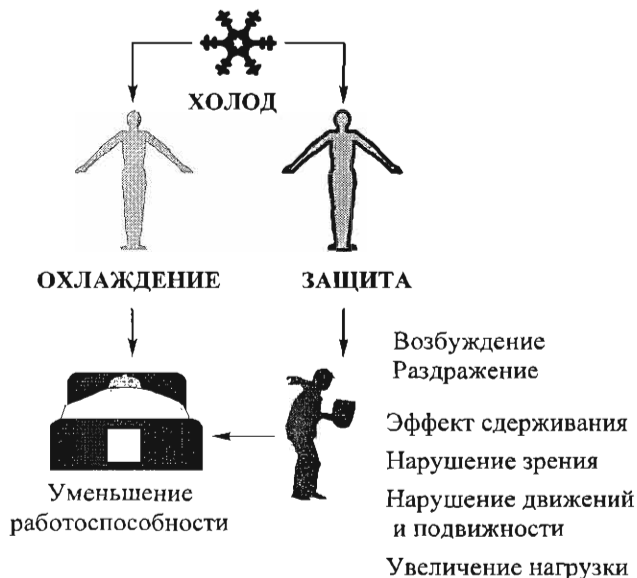 ХОЛОД
ОХЛАЖДЕНИЕ
ЗАЩИТА
Возбуждение
Раздражение
Эффект сдерживания
Нарушение зрения
Нарушение движений
и подвижности
Увеличение нагрузки
Уменьшение
работоспособности